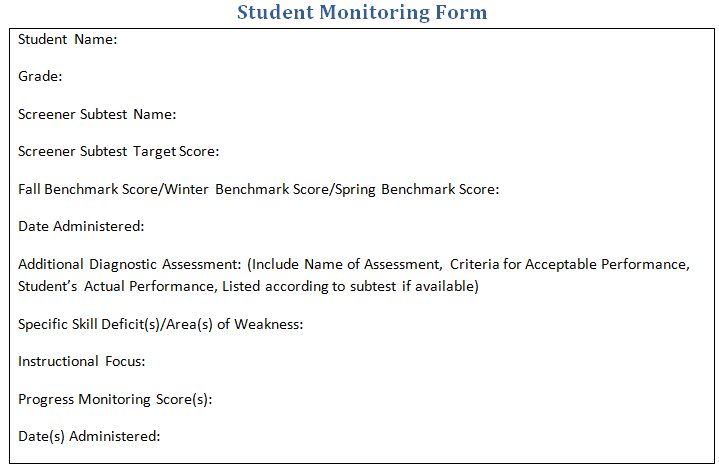 Student Monitoring Form
Student Name:
Grade:
Screener Subtest Name:
Screener Subtest Target Score:
Fall Benchmark Score/Winter Benchmark Score/Spring Benchmark Score:
Date Administered:
Additional Diagnostic Assessment: (Include Name of Assessment, Criteria for Acceptable Performance,
Student’s Actual Performance, Listed according to subtest if available)
Specific Skill Deficit(s)/Area(s) of Weakness:
Instructional Focus:
Progress Monitoring Score(s):
Date(s) Administered: